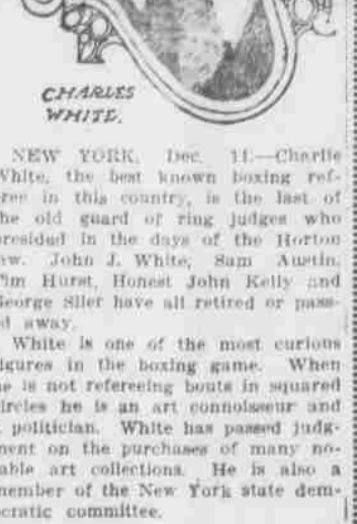 CHARLES
WHITE.
NEW YORK, Dec. 11.—Charlie
White, the best known boxing ref-
eree in this country, is the last of
the old guard of ring judges who
presided in the days of the Horton
law. John J. White, Sam Austin,
Tim Hurst, Honest John Kelly and
George Siler have all retired or pass-
ed away.
White is one of the most curious
figures in the boxing game. When
he is not refereeing bouts in squared
circles he is an art connoisseur and
a politician. White has passed judg-
ment on the purchases of many no-
table art collections. He is also a
member of the New York state dem-
ocratic committee.